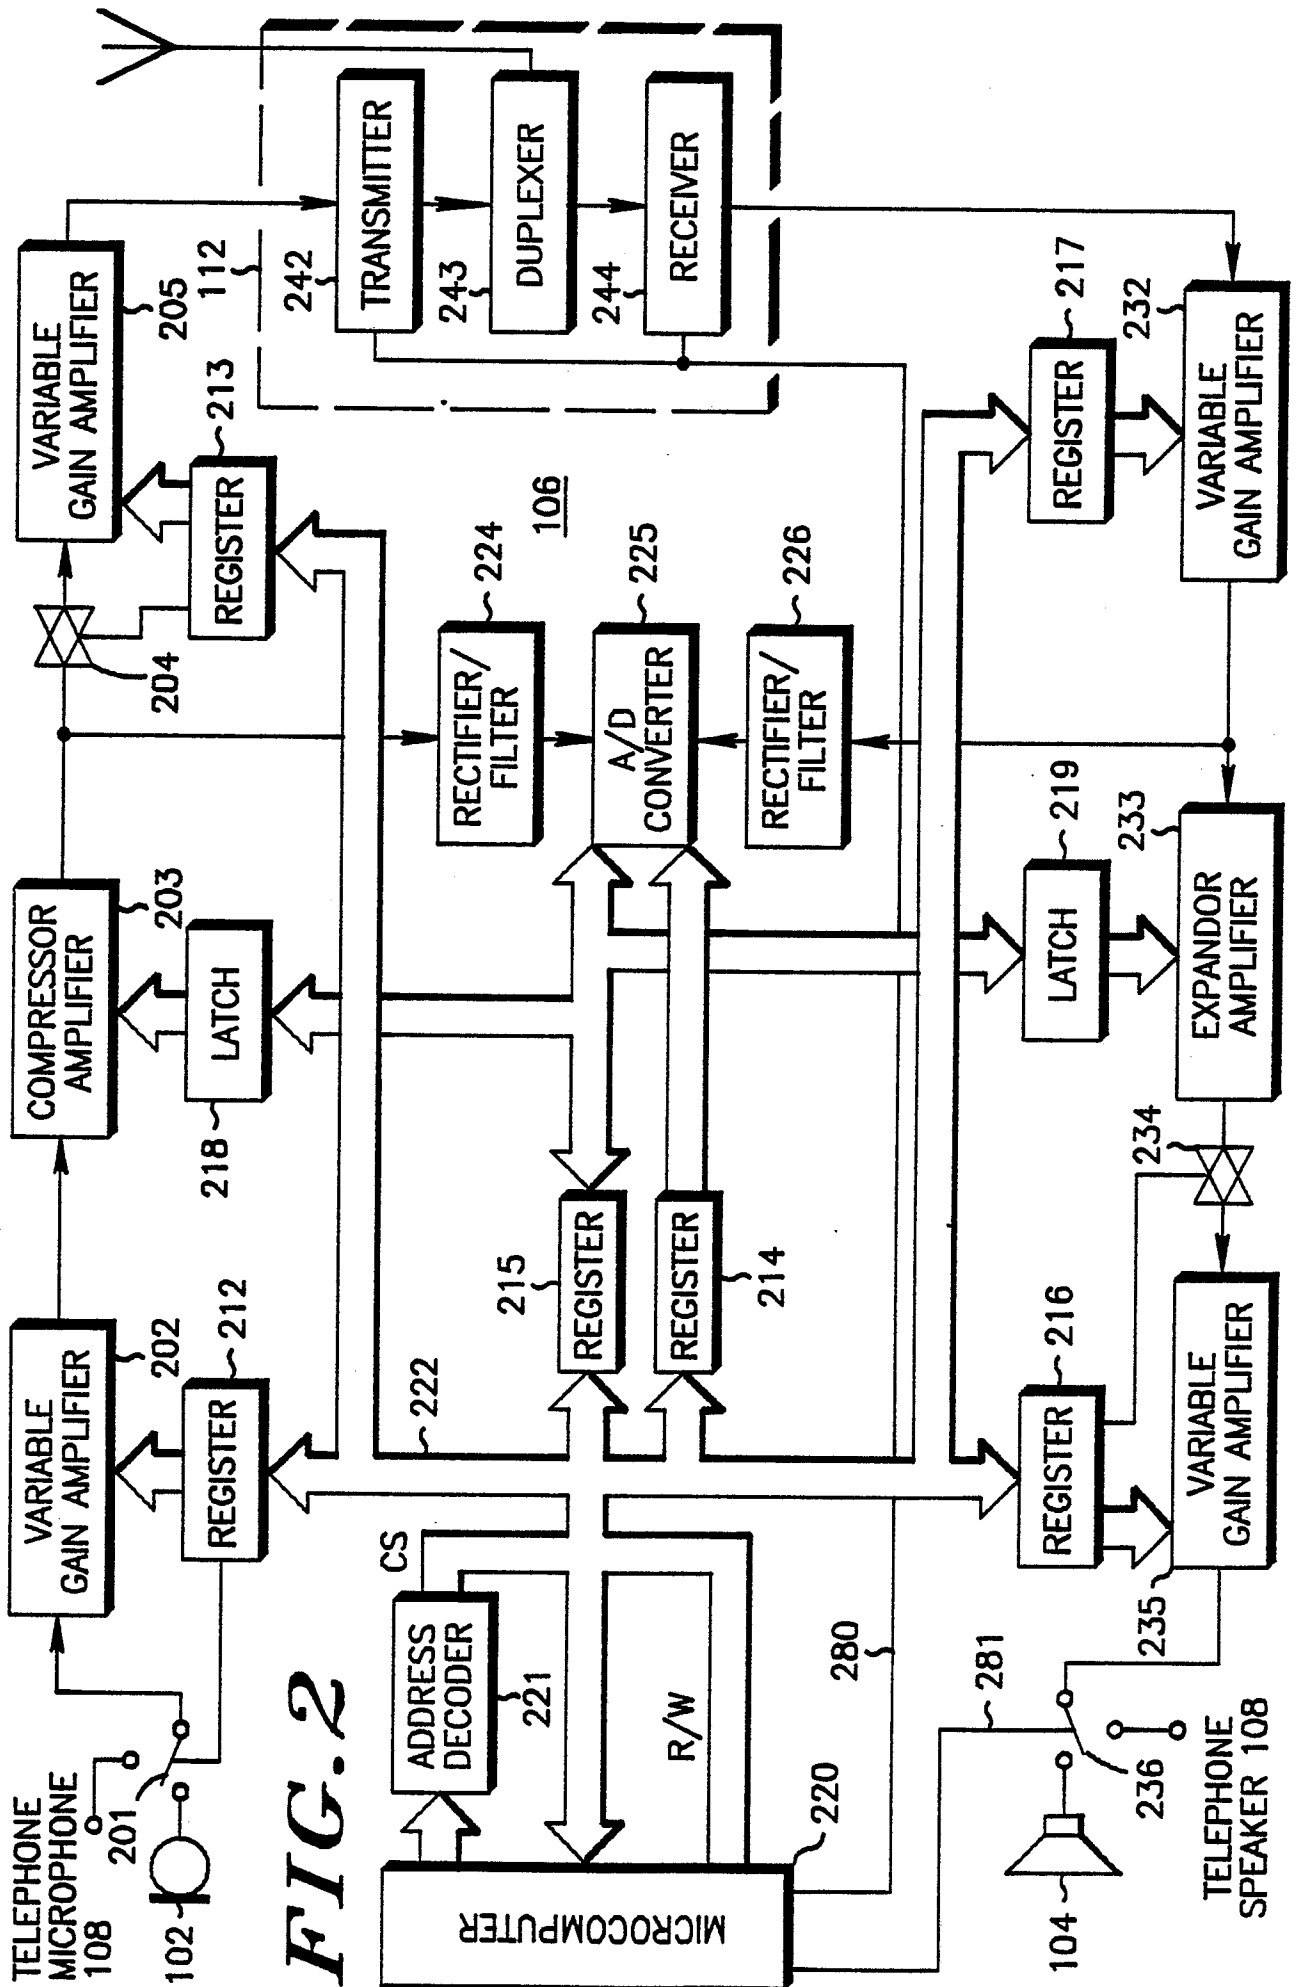 TELEPHONE
MICROPHONE
108
201
102
VARIABLE
GAIN AMPLIFIER
202
REGISTER
212
COMPRESSOR
AMPLIFIER
203
LATCH
218
204
VARIABLE
GAIN AMPLIFIER
205
REGISTER
213
112
TRANSMITTER
242
DUPLEXER
243
RECEIVER
244
FIG. 2
ADDRESS
DECODER
221
CS
222
R/W
MICROCOMPUTER
220
REGISTER
215
REGISTER
214
RECTIFIER/
FILTER
224
106
A/D
CONVERTER
225
RECTIFIER/
FILTER
226
280
281
104
236
TELEPHONE
SPEAKER 108
REGISTER
216
VARIABLE
GAIN AMPLIFIER
235
234
LATCH
219
EXPANDOR
AMPLIFIER
233
REGISTER
217
VARIABLE
GAIN AMPLIFIER
232